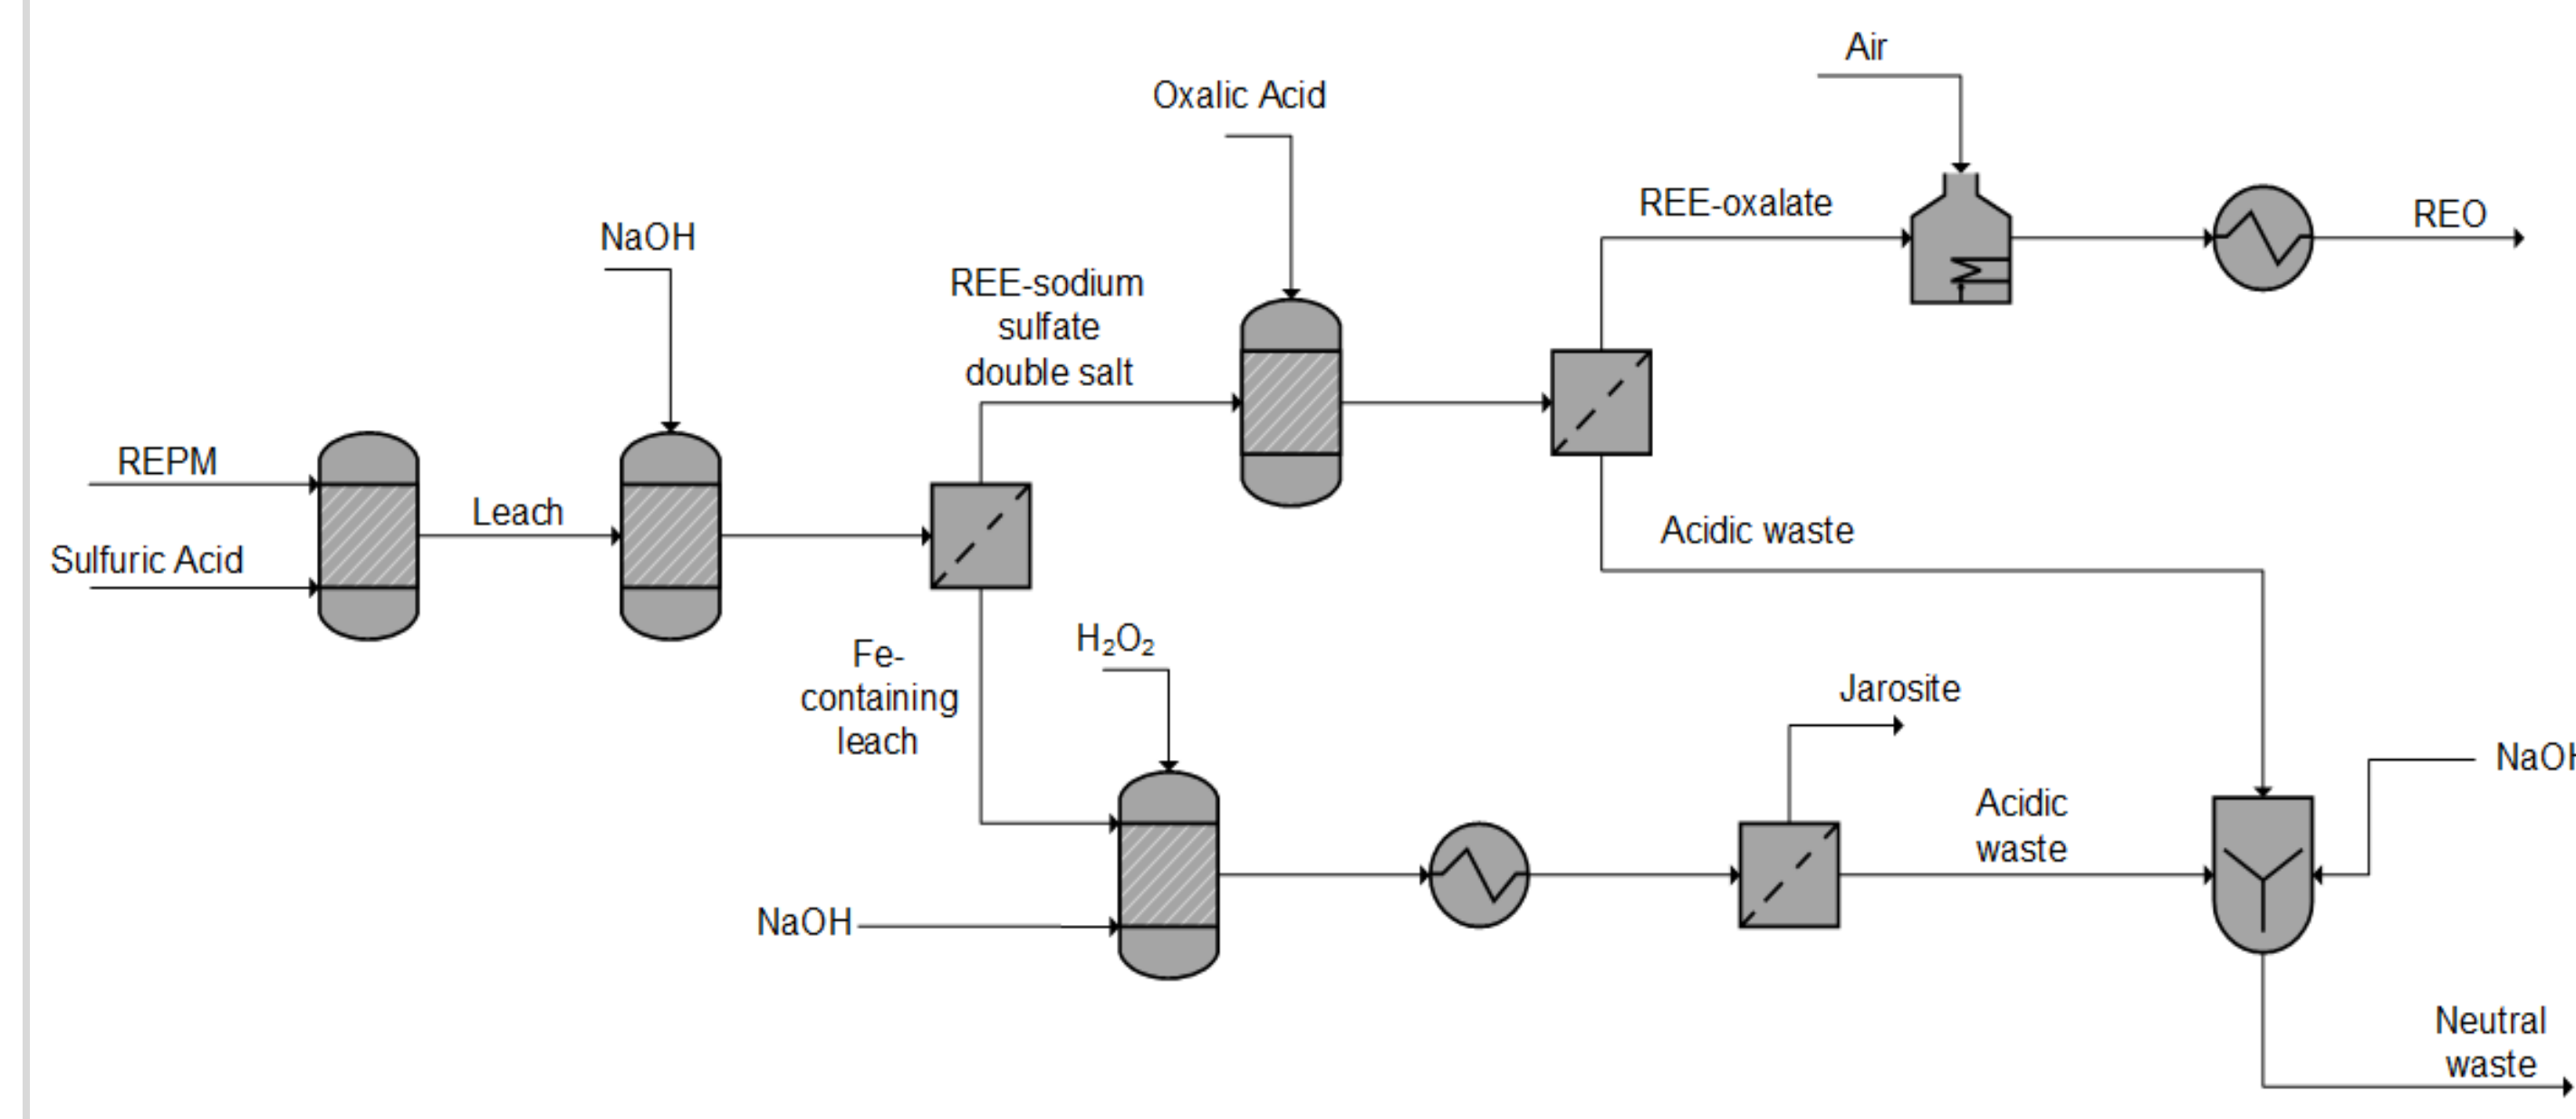 Air
Oxalic Acid
REE-oxalate
REO
NaOH
REE-sodium
sulfate
double salt
REPM
Leach
Sulfuric Acid
Acidic waste
Fe-
containing
leach
H₂O₂
Jarosite
NaOH
Acidic
waste
NaOH
Neutral
waste